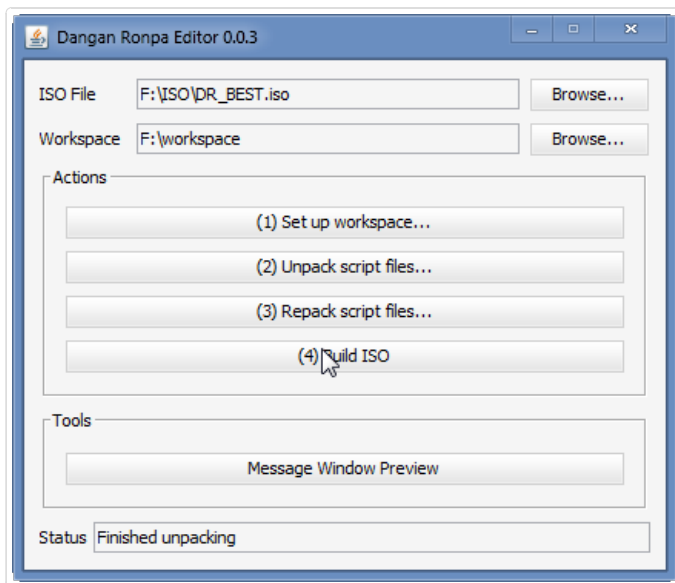 Dangan Ronpa Editor 0.0.3
ISO File F:\ISO\DR_BEST.iso Browse...
Workspace F:\workspace Browse...
Actions
(1) Set up workspace...
(2) Unpack script files...
(3) Repack script files...
(4) Build ISO
Tools
Message Window Preview
Status Finished unpacking